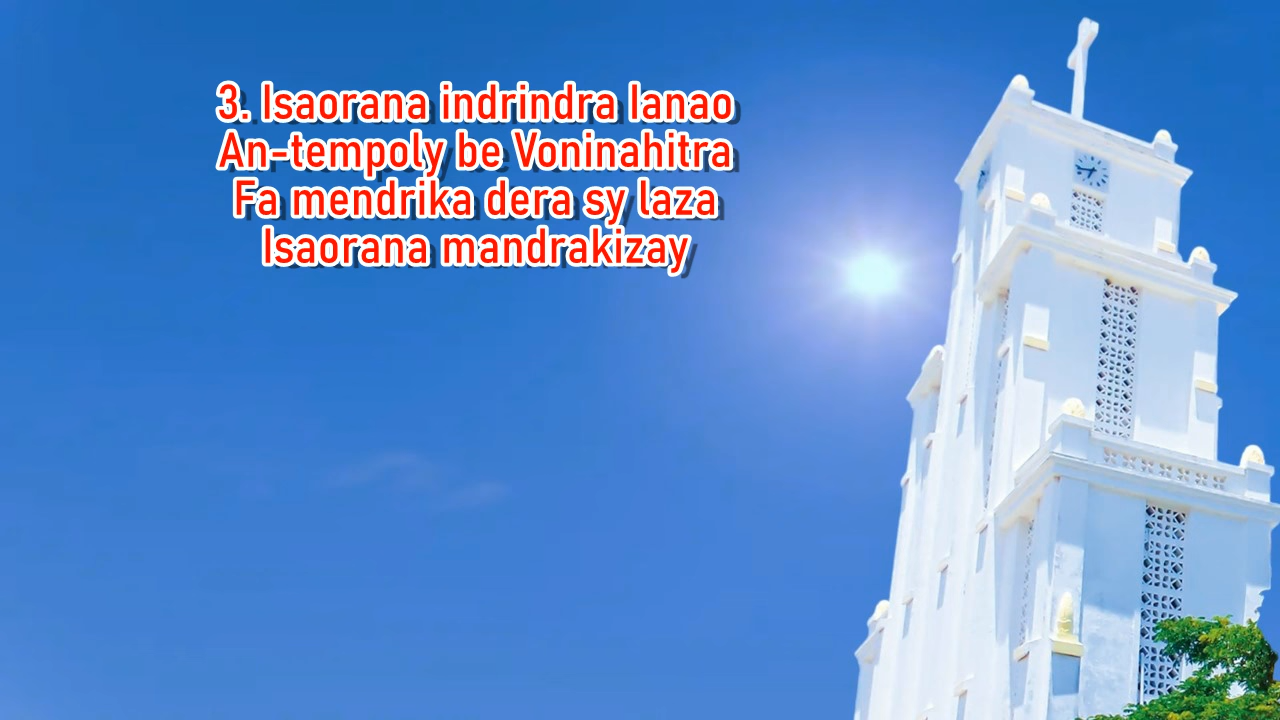 3. Isaorana indrindra Ianao
An-tempoly be Voninahitra
Fa mendrika dera sy laza
Isaorana mandrakizay